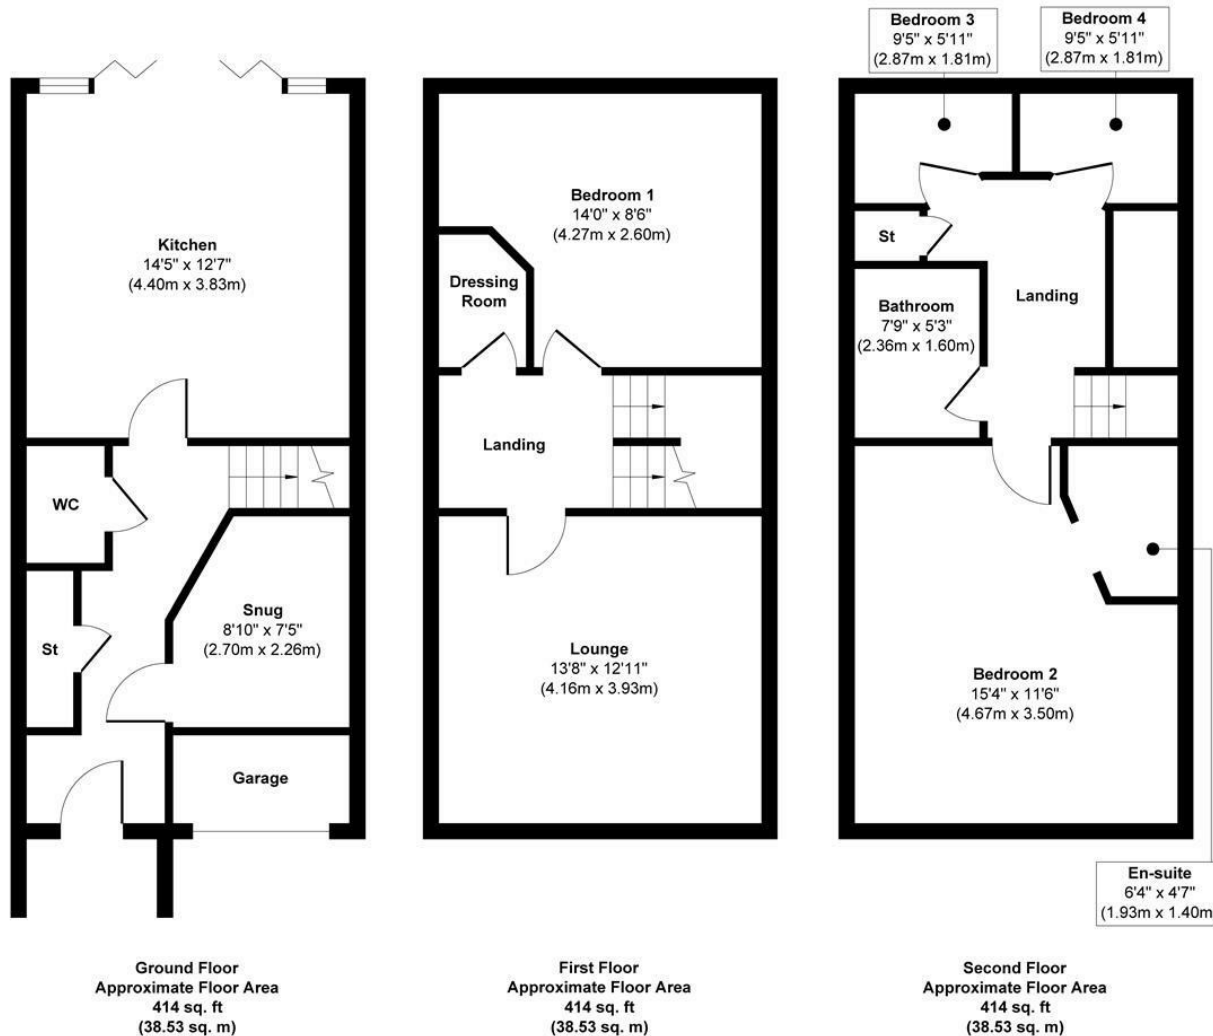 Bedroom 3
9'5" x 5'11"
(2.87m x 1.81m)
Bedroom 4
9'5" x 5'11"
(2.87m x 1.81m)
Kitchen
14'5" x 12'7"
(4.40m x 3.83m)
WC
St
Snug
8'10" x 7'5"
(2.70m x 2.26m)
Garage
Bedroom 1
14'0" x 8'6"
(4.27m x 2.60m)
Dressing
Room
Landing
Lounge
13'8" x 12'11"
(4.16m x 3.93m)
St
Landing
Bathroom
7'9" x 5'3"
(2.36m x 1.60m)
Bedroom 2
15'4" x 11'6"
(4.67m x 3.50m)
En-suite
6'4" x 4'7"
(1.93m x 1.40m
Ground Floor
Approximate Floor Area
414 sq. ft
(38.53 sq. m)
First Floor
Approximate Floor Area
414 sq. ft
(38.53 sq. m)
Second Floor
Approximate Floor Area
414 sq. ft
(38.53 sq. m)